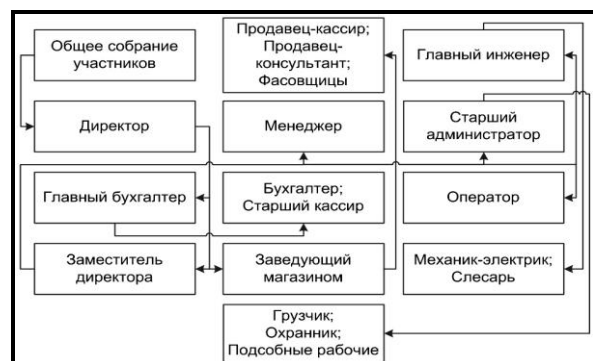 Общее собрание
участников
Продавец-кассир;
Продавец-
консультант;
Фасовщицы
Главный инженер
Директор
Менеджер
Старший
администратор
Главный бухгалтер
Бухгалтер;
Старший кассир
Оператор
Заместитель
директора
Заведующий
магазином
Механик-электрик;
Слесарь
Грузчик;
Охранник;
Подсобные рабочие